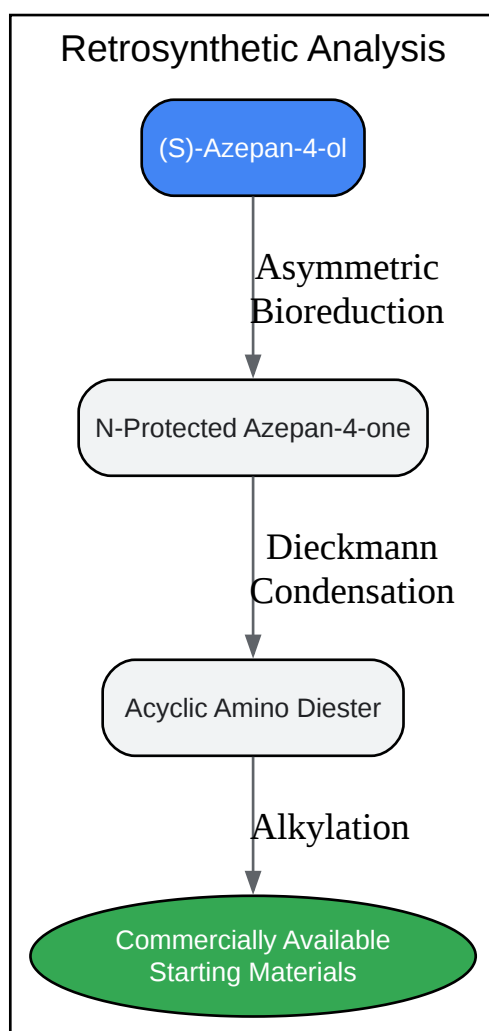 Retrosynthetic Analysis
(S)-Azepan-4-ol
Asymmetric
Bioreduction
N-Protected Azepan-4-one
Dieckmann
Condensation
Acyclic Amino Diester
Alkylation
Commercially Available
Starting Materials